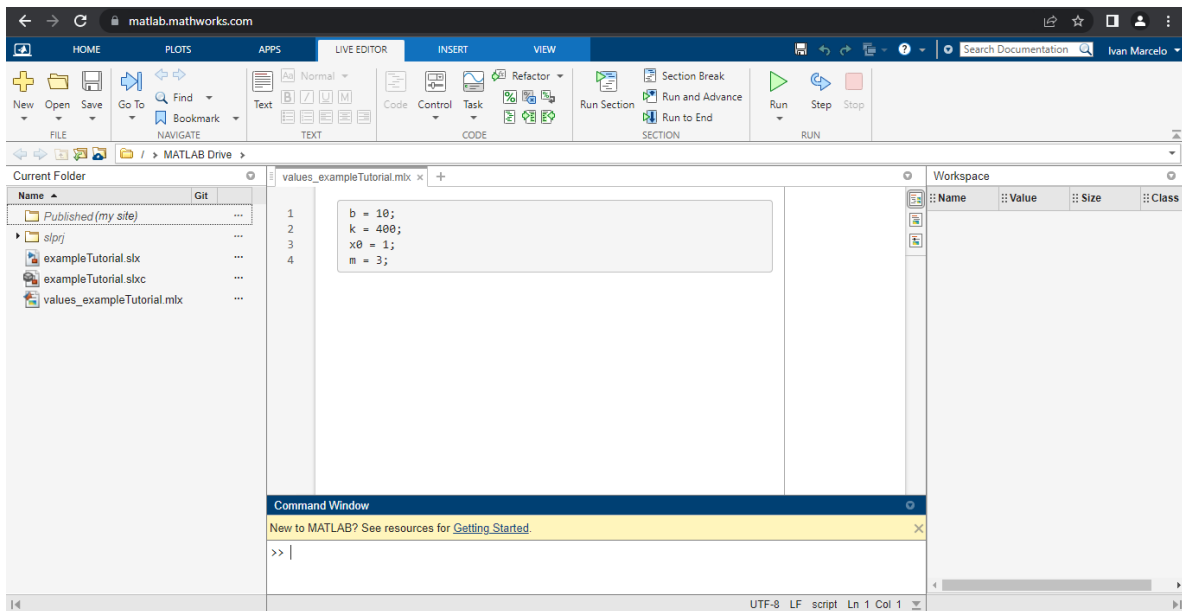 matlab.mathworks.com
HOME PLOTS APPS LIVE EDITOR INSERT VIEW Search Documentation Ivan Marcelo
New Open Save Go To Find Bookmark Text Aa Normal B I U M Code Control Task Refactor Run Section Section Break Run and Advance Run to End Run Step Stop
FILE NAVIGATE TEXT CODE SECTION RUN
/ > MATLAB Drive >
Current Folder
Name Git
Published (my site)
slprj
exampleTutorial.slx
exampleTutorial.slxc
values_exampleTutorial.mlx
values_exampleTutorial.mlx × +
1 b = 10;
2 k = 400;
3 x0 = 1;
4 m = 3;
Command Window
New to MATLAB? See resources for Getting Started.
>>
Workspace
Name Value Size Class
UTF-8 LF script Ln 1 Col 1